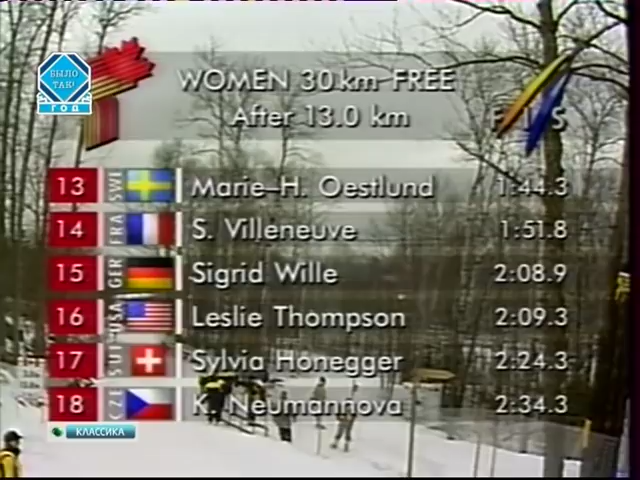 БЫЛО
ТАК!
ГОД
WOMEN 30 km FREE
After 13.0 km
FIS
13 SWE Marie-H. Oestlund 1:44.3
14 FRA S. Villeneuve 1:51.8
15 GER Sigrid Wille 2:08.9
16 USA Leslie Thompson 2:09.3
17 SUI Sylvia Honegger 2:24.3
18 CZE K. Neumannova 2:34.3
КЛАССИКА